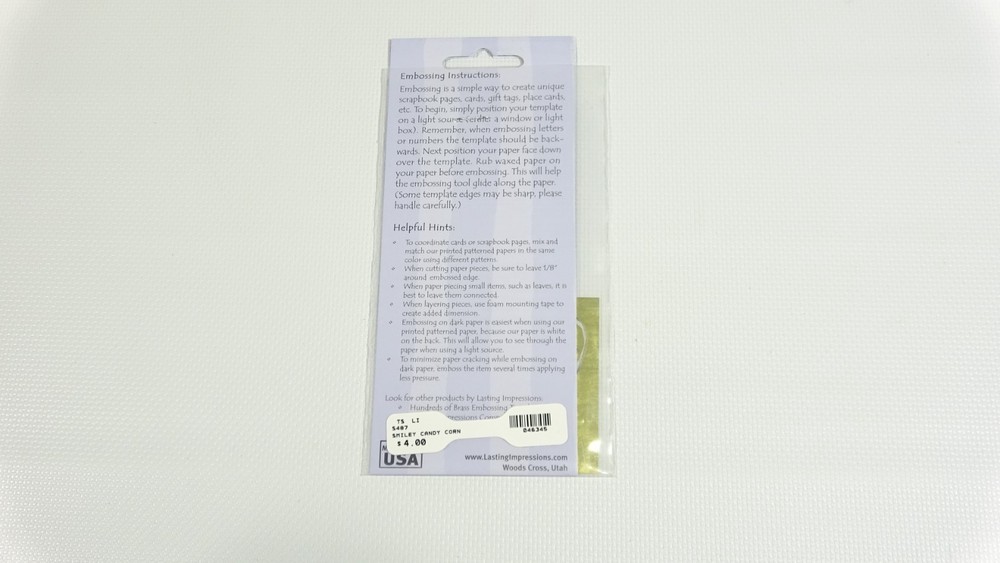 Embossing Instructions:
Embossing is a simple way to create unique
scrapbook pages, cards, gift tags, place cards,
etc. To begin, simply position your template
on a light source a window or light
box). Remember, when embossing letters
or numbers the template should be back-
wards. Next position your paper face down
over the template. Rub waxed paper on
your paper before embossing. This will help
the embossing tool glide along the paper.
(Some template edges may be sharp, please
handle carefully.)
Helpful Hints:
• To coordinate cards or scrapbook pages, mix and
match our printed patterned papers in the same
color using different patterns.
• When cutting paper pieces, be sure to leave 1/8"
around embossed edge.
• When paper piecing small items, such as leaves, it is
best to leave them connected.
• When layering pieces, use foam mounting tape to
create added dimension.
• Embossing on dark paper is easiest when using our
printed patterned paper, because our paper is white
on the back. This will allow you to see through the
paper when using a light source.
• To minimize paper cracking while embossing on
dark paper, emboss the item several times applying
less pressure.
Look for other products by Lasting Impressions:
• Hundreds of Brass Embossing
TS LI
5407
SMILEY CANDY CORN
$4.00
046345
USA
www.LastingImpressions.com
Woods Cross, Utah